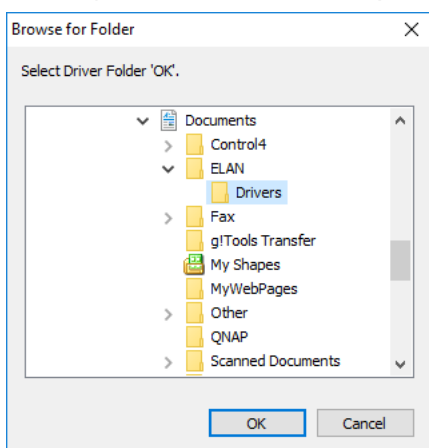 Browse for Folder
Select Driver Folder 'OK'.
Documents
Control4
ELAN
Drivers
Fax
g!Tools Transfer
My Shapes
MyWebPages
Other
QNAP
Scanned Documents
OK Cancel